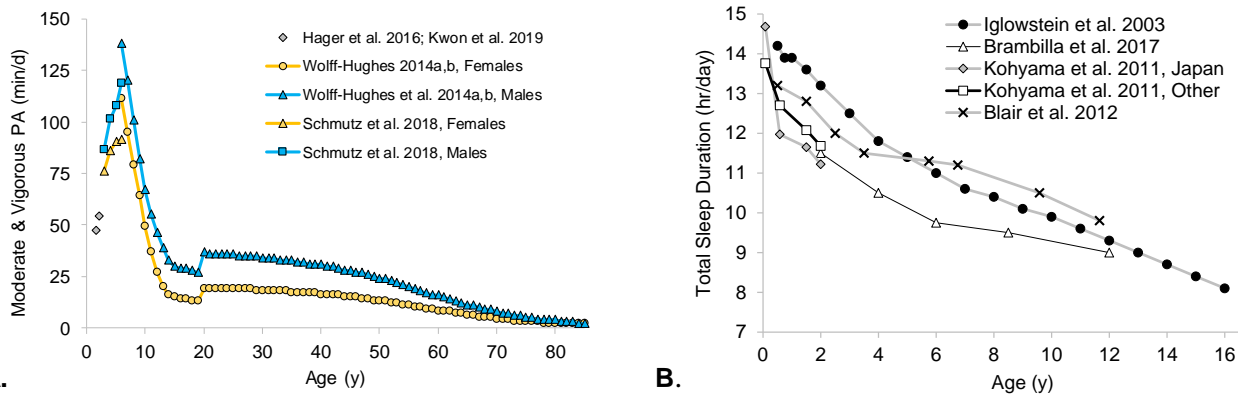 150
125
100
75
50
25
0
Moderate & Vigorous PA (min/d)
0 10 20 30 40 50 60 70 80
Age (y)
Hager et al. 2016; Kwon et al. 2019
Wolff-Hughes 2014a,b, Females
Wolff-Hughes et al. 2014a,b, Males
Schmutz et al. 2018, Females
Schmutz et al. 2018, Males
15
14
13
12
11
10
9
8
7
Total Sleep Duration (hr/day)
0 2 4 6 8 10 12 14 16
Age (y)
Iglowstein et al. 2003
Brambilla et al. 2017
Kohyama et al. 2011, Japan
Kohyama et al. 2011, Other
Blair et al. 2012
B.